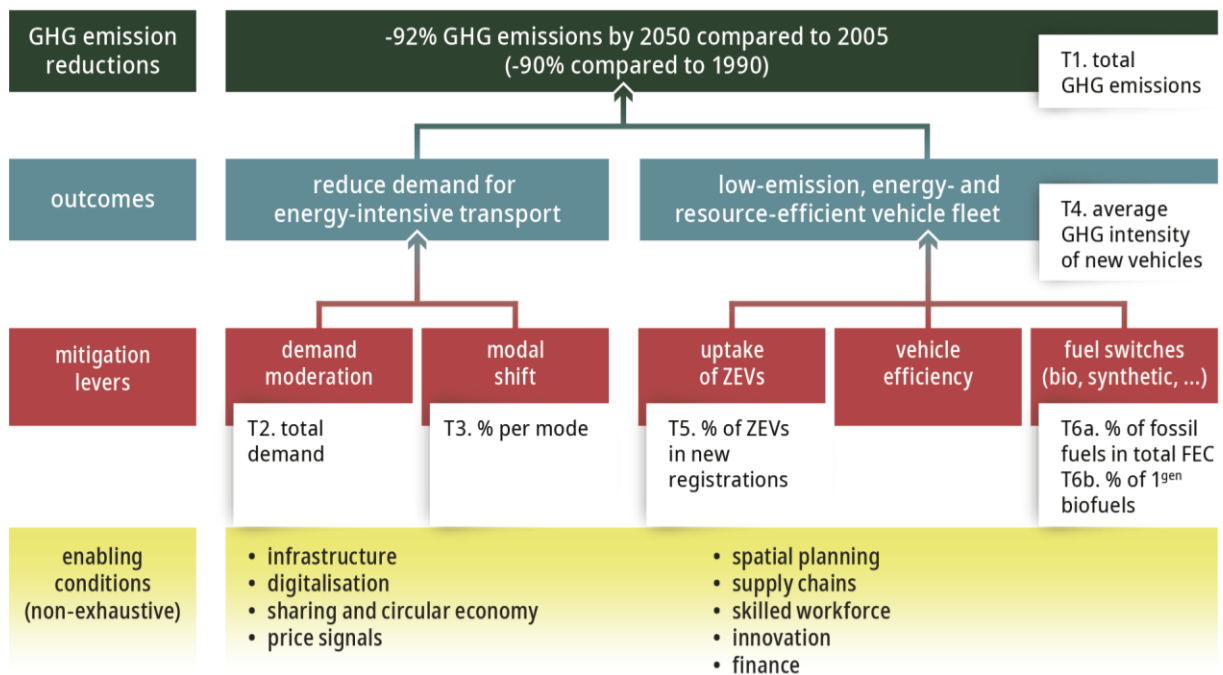 GHG emission
reductions
-92% GHG emissions by 2050 compared to 2005
(-90% compared to 1990)
T1. total
GHG emissions
outcomes
reduce demand for
energy-intensive transport
low-emission, energy- and
resource-efficient vehicle fleet
T4. average
GHG intensity
of new vehicles
mitigation
levers
demand
moderation
modal
shift
uptake
of ZEVs
vehicle
efficiency
fuel switches
(bio, synthetic, ...)
T2. total
demand
T3. % per mode
T5. % of ZEVs
in new
registrations
T6a. % of fossil
fuels in total FEC
T6b. % of 1gen
biofuels
enabling
conditions
(non-exhaustive)
• infrastructure
• digitalisation
• sharing and circular economy
• price signals
• spatial planning
• supply chains
• skilled workforce
• innovation
• finance